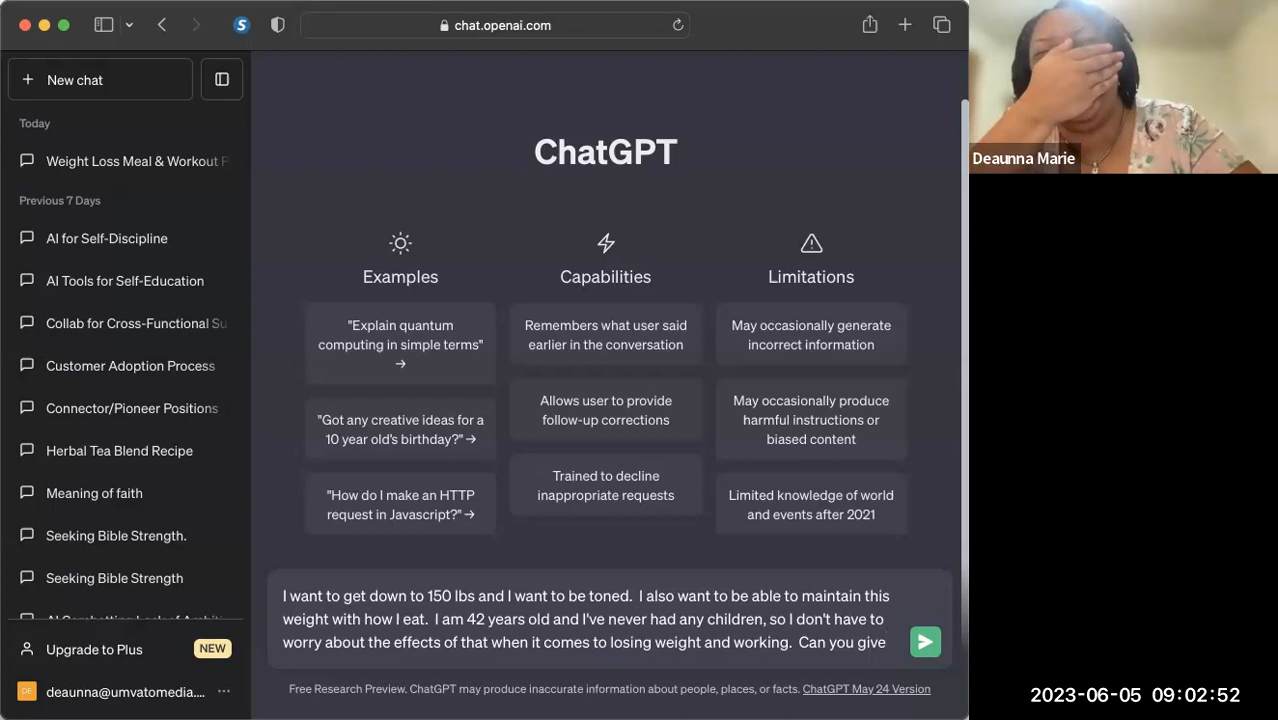 chat.openai.com
New chat
Today
Weight Loss Meal & Workout P
Previous 7 Days
AI for Self-Discipline
AI Tools for Self-Education
Collab for Cross-Functional Su
Customer Adoption Process
Connector/Pioneer Positions
Herbal Tea Blend Recipe
Meaning of faith
Seeking Bible Strength.
Seeking Bible Strength
Upgrade to Plus
NEW
DE
deaunna@umvatomedia....
ChatGPT
Examples
"Explain quantum
computing in simple terms"
→
"Got any creative ideas for a
10 year old's birthday?" →
"How do I make an HTTP
request in Javascript?" →
Capabilities
Remembers what user said
earlier in the conversation
Allows user to provide
follow-up corrections
Trained to decline
inappropriate requests
Limitations
May occasionally generate
incorrect information
May occasionally produce
harmful instructions or
biased content
Limited knowledge of world
and events after 2021
I want to get down to 150 lbs and I want to be toned. I also want to be able to maintain this
weight with how I eat. I am 42 years old and I've never had any children, so I don't have to
worry about the effects of that when it comes to losing weight and working. Can you give
Free Research Preview. ChatGPT may produce inaccurate information about people, places, or facts. ChatGPT May 24 Version
Deaunna Marie
2023-06-05 09:02:52